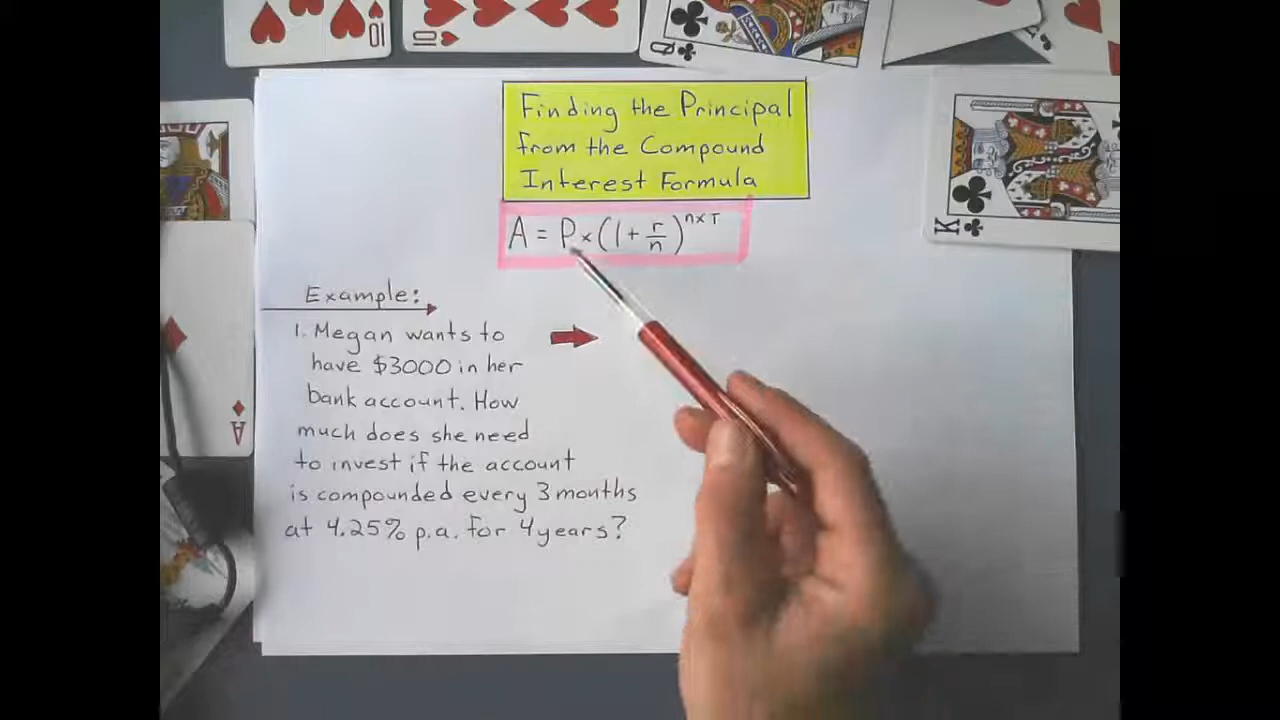 10
10
Q
K
A
Finding the Principal
from the Compound
Interest Formula
A = P × (1 + r/n)^n×T
Example:
1. Megan wants to
have $3000 in her
bank account. How
much does she need
to invest if the account
is compounded every 3 months
at 4.25% p.a. for 4 years?